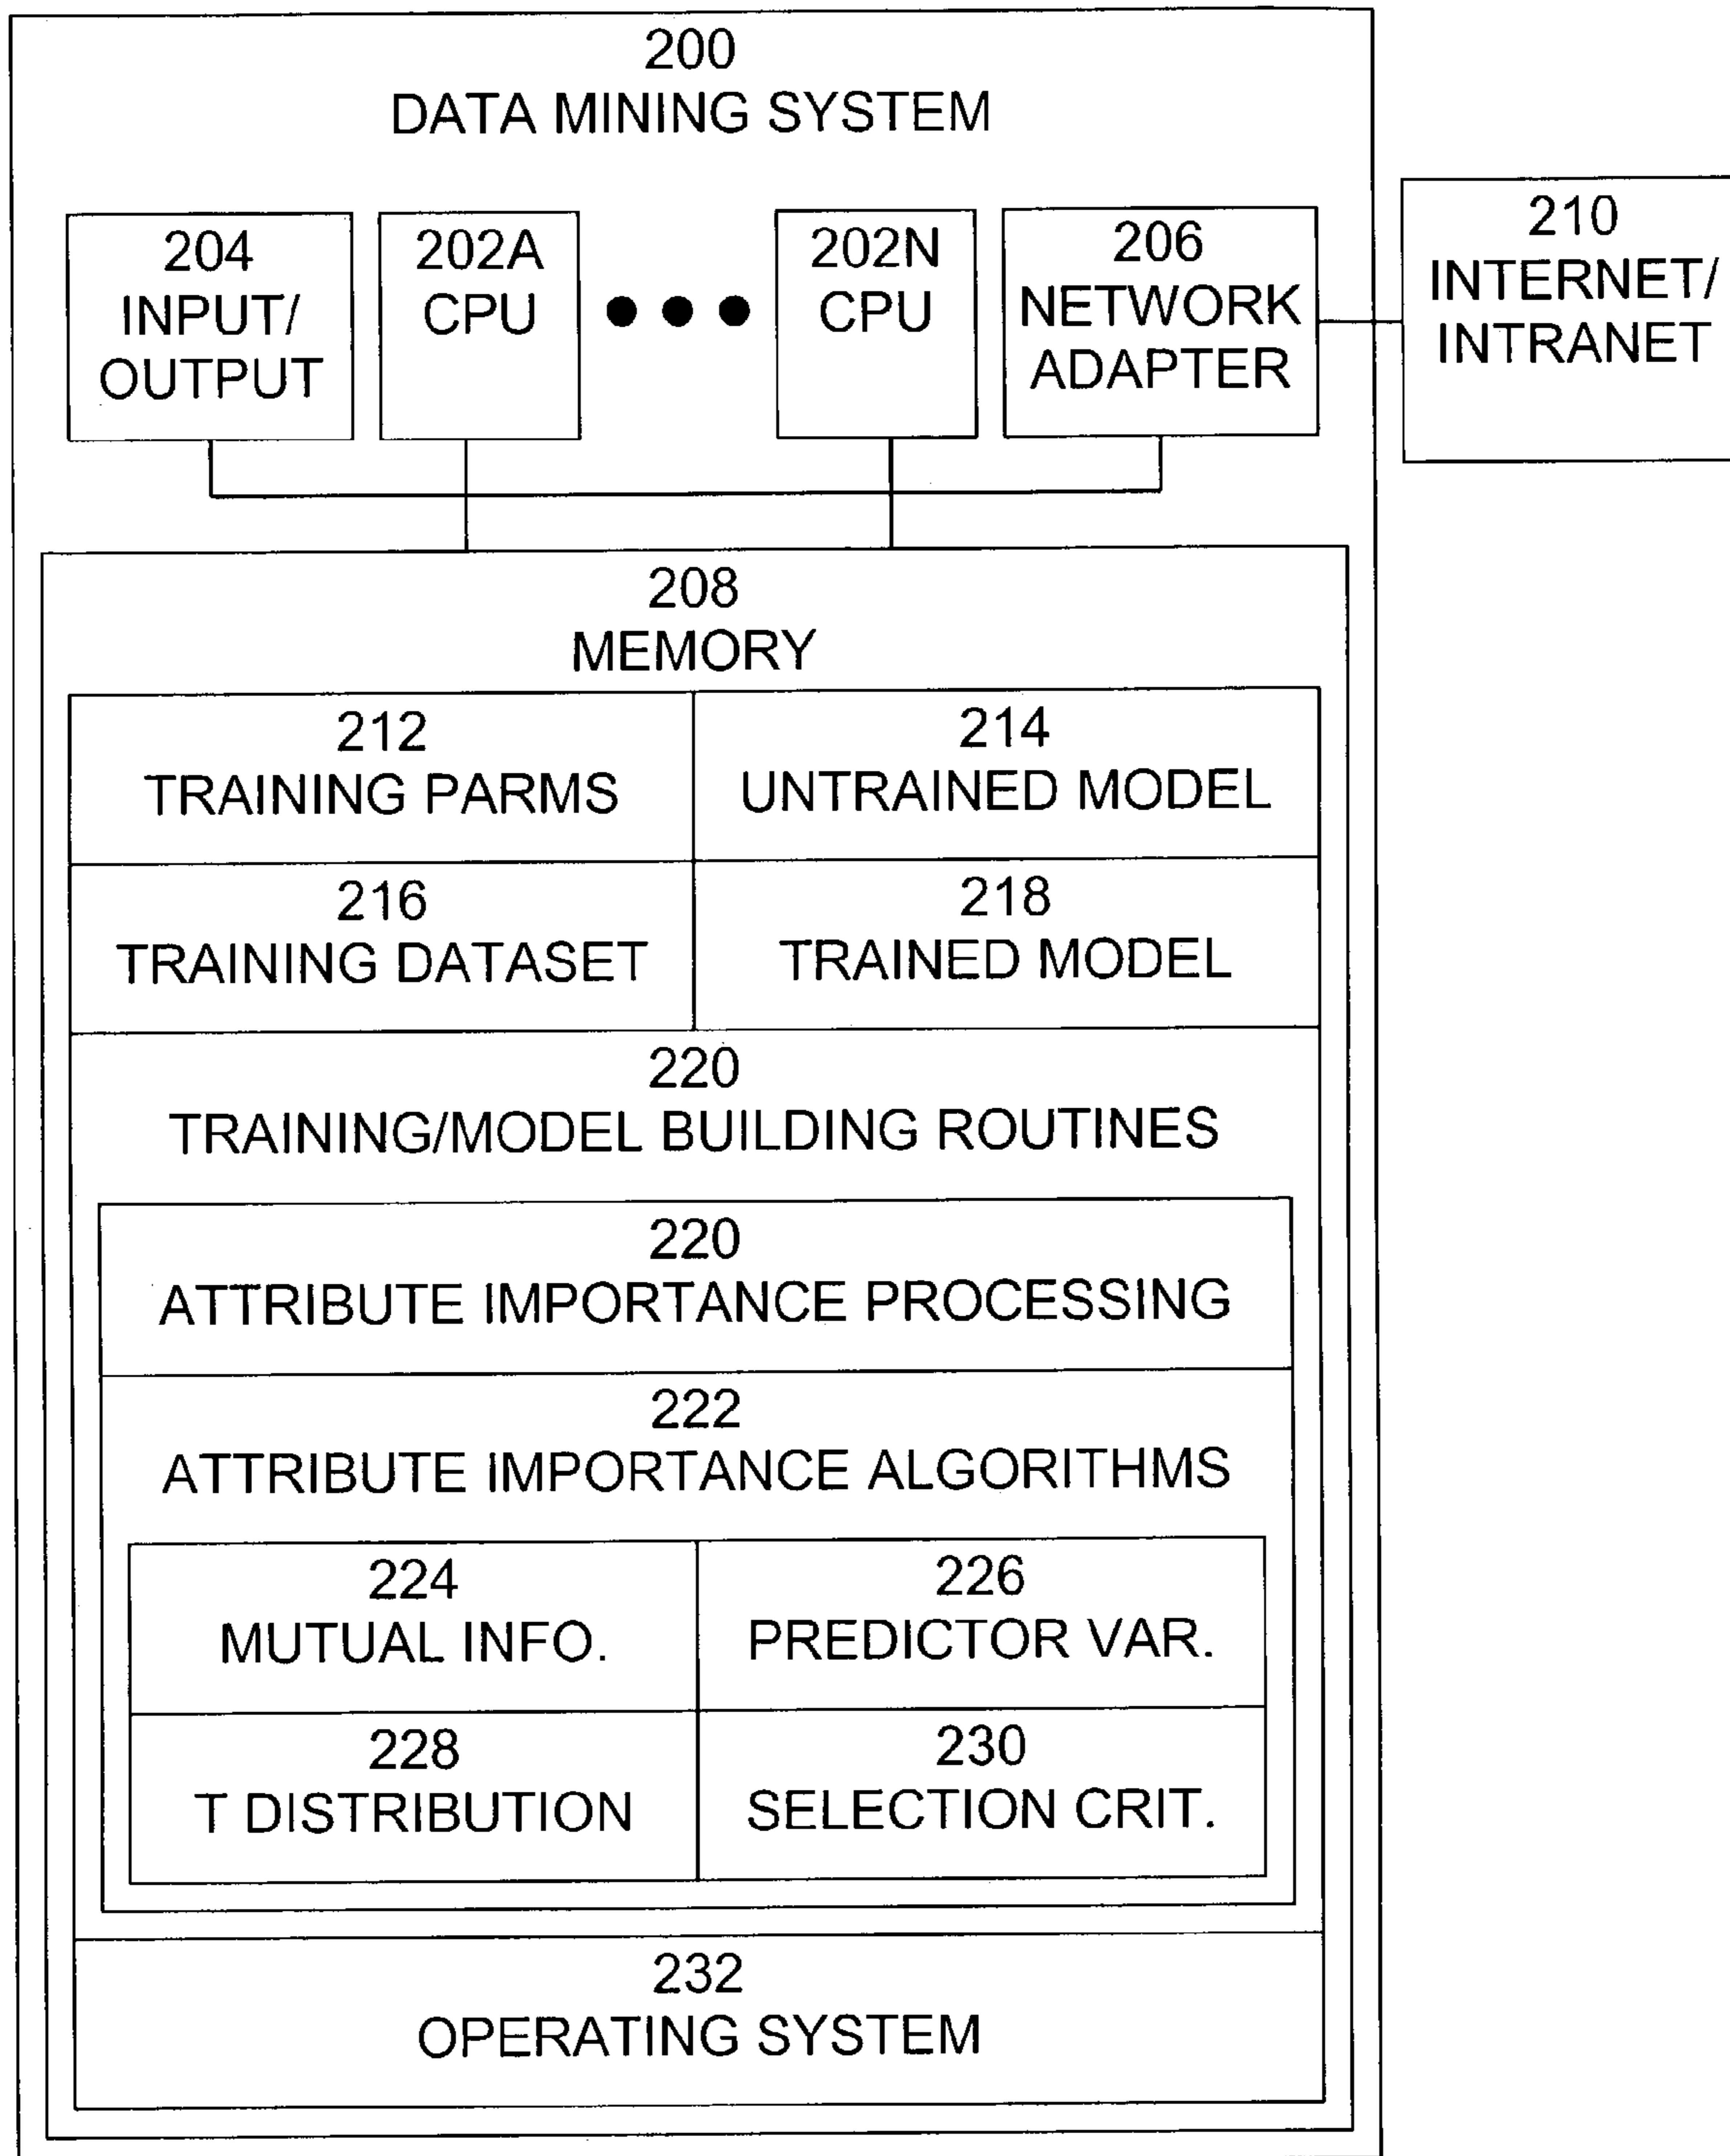 200
DATA MINING SYSTEM
204
INPUT/
OUTPUT
202A
CPU
202N
CPU
206
NETWORK
ADAPTER
210
INTERNET/
INTRANET
208
MEMORY
212
TRAINING PARMS
214
UNTRAINED MODEL
216
TRAINING DATASET
218
TRAINED MODEL
220
TRAINING/MODEL BUILDING ROUTINES
220
ATTRIBUTE IMPORTANCE PROCESSING
222
ATTRIBUTE IMPORTANCE ALGORITHMS
224
MUTUAL INFO.
226
PREDICTOR VAR.
228
T DISTRIBUTION
230
SELECTION CRIT.
232
OPERATING SYSTEM